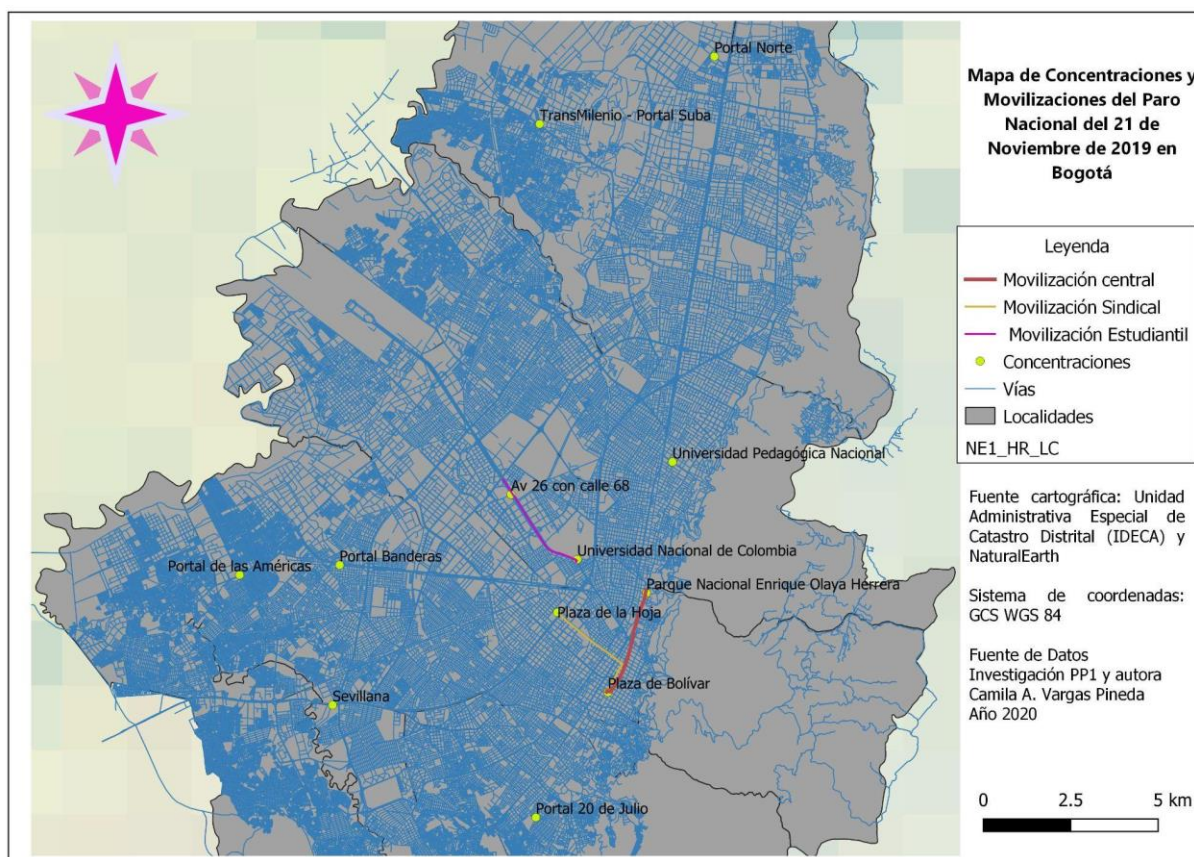 Portal Norte
TransMilenio - Portal Suba
Universidad Pedagógica Nacional
Av 26 con calle 68
Universidad Nacional de Colombia
Portal Banderas
Portal de las Américas
Parque Nacional Enrique Olaya Herrera
Plaza de la Hoja
Plaza de Bolívar
Sevillana
Portal 20 de Julio
Mapa de Concentraciones y
Movilizaciones del Paro
Nacional del 21 de
Noviembre de 2019 en
Bogotá
Leyenda
Movilización central
Movilización Sindical
Movilización Estudiantil
Concentraciones
Vías
Localidades
NE1_HR_LC
Fuente cartográfica: Unidad
Administrativa Especial de
Catastro Distrital (IDECA) y
NaturalEarth
Sistema de coordenadas:
GCS WGS 84
Fuente de Datos
Investigación PP1 y autora
Camila A. Vargas Pineda
Año 2020
0 2.5 5 km